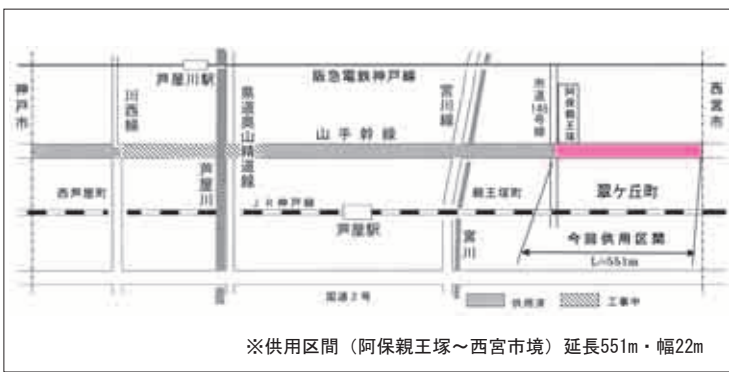 芦屋川駅
阪急電鉄神戸線
神戸市
川西線
県道奥山精道線
宮川線
市道145号線
阿保親王塚
西宮市
山手幹線
芦屋川
西芦屋町
JR神戸線
芦屋駅
親王塚町
翠ケ丘町
宮川
今回供用区間
L=551m
国道2号
供用済
工事中
※供用区間（阿保親王塚～西宮市境）延長551m・幅22m